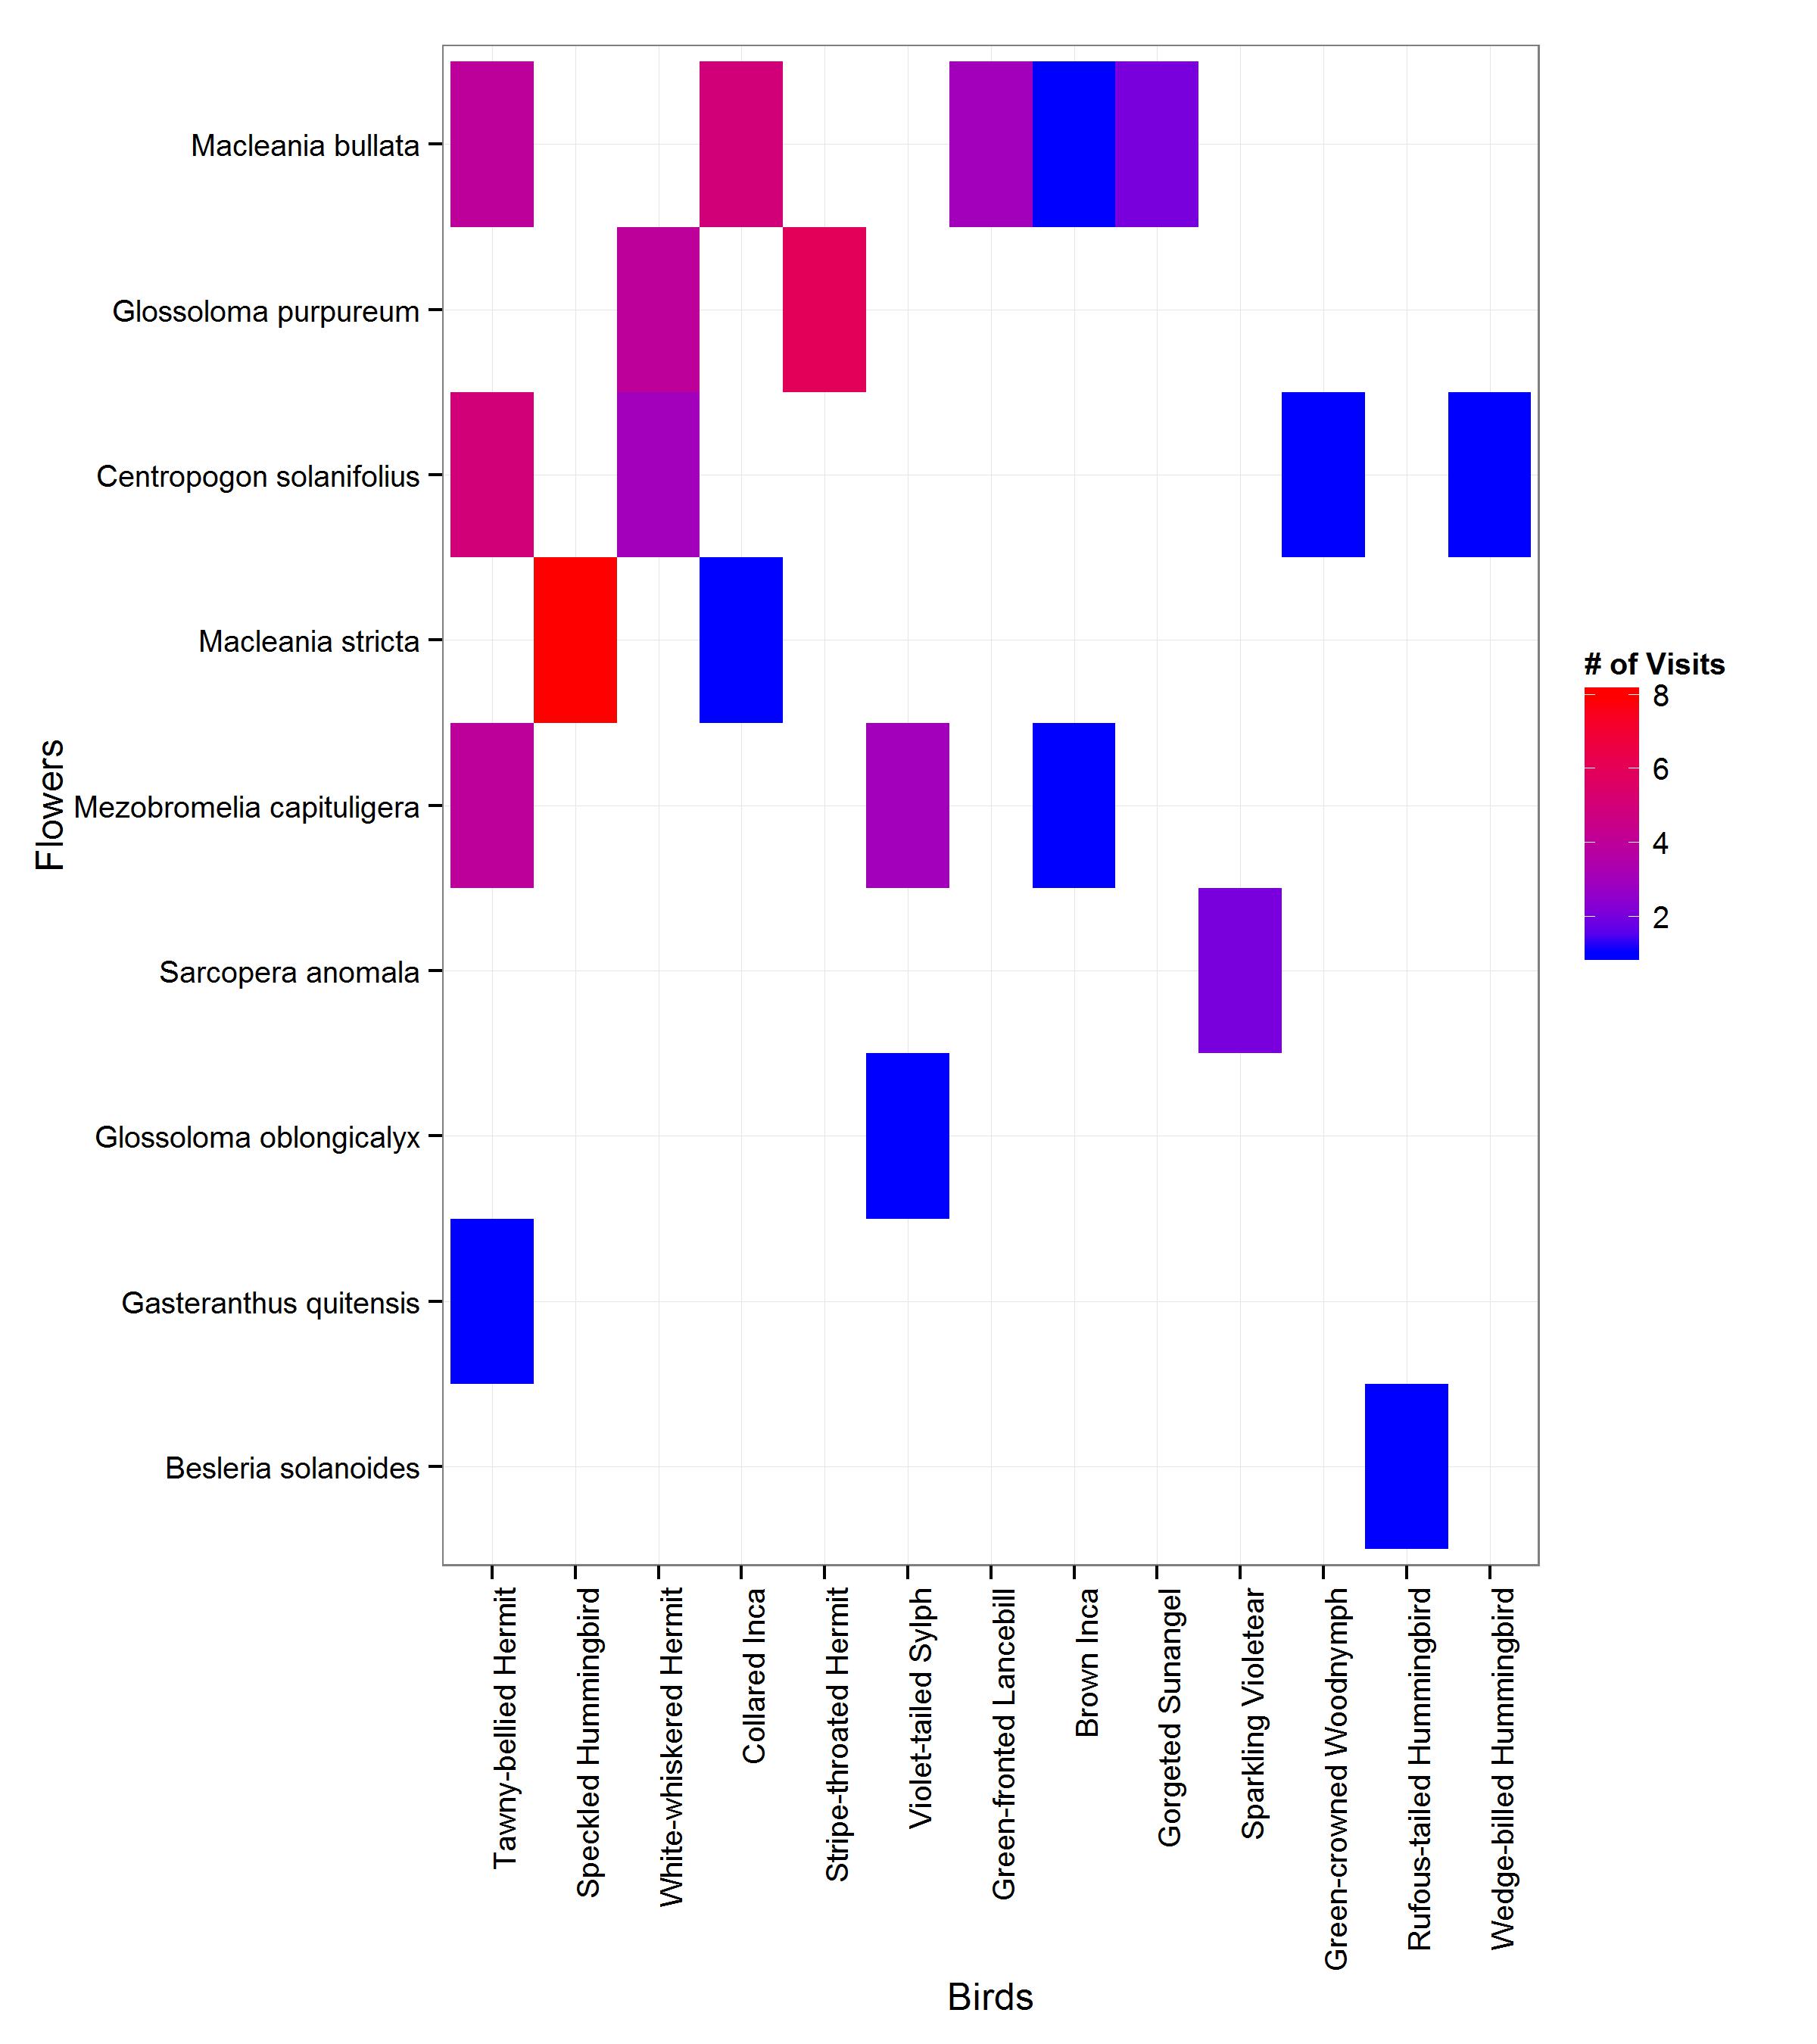 Macleania bullata
Glossoloma purpureum
Centropogon solanifolius
Macleania stricta
Mezobromelia capituligera
Sarcopera anomala
Glossoloma oblongicalyx
Gasteranthus quitensis
Besleria solanoides
Flowers
# of Visits
8
6
4
2
Tawny-bellied Hermit
Speckled Hummingbird
White-whiskered Hermit
Collared Inca
Stripe-throated Hermit
Violet-tailed Sylph
Green-fronted Lancebill
Brown Inca
Gorgeted Sunangel
Sparkling Violetear
Green-crowned Woodnymph
Rufous-tailed Hummingbird
Wedge-billed Hummingbird
Birds